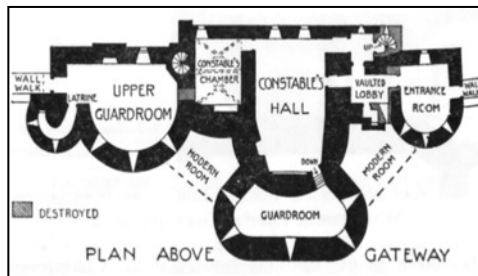 WALL
WALK
LATRINE
UPPER
GUARDROOM
CONSTABLE'S
CHAMBER
CONSTABLE'S
HALL
UP
VAULTED
LOBBY
ENTRANCE
ROOM
WALL
WALK
MODERN
ROOM
DOWN
MODERN
ROOM
GUARDROOM
DESTROYED
PLAN ABOVE GATEWAY